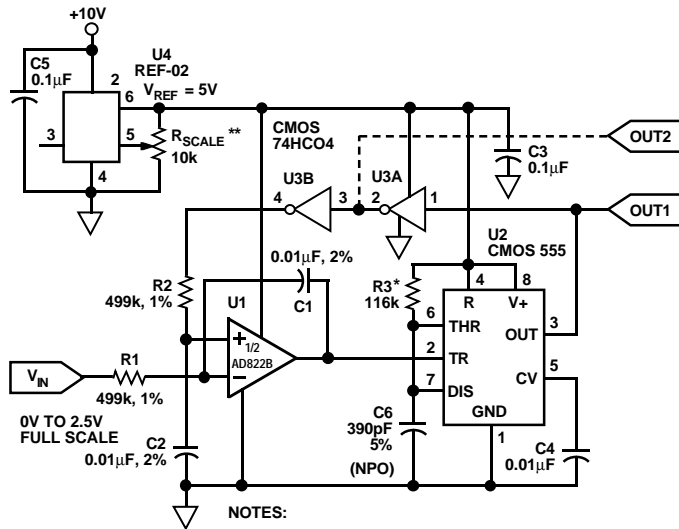 +10V
C5
0.1µF
U4
REF-02
VREF = 5V
2
6
3
5
4
RSCALE **
10k
CMOS
74HCO4
U3B
U3A
4
3
2
1
C3
0.1µF
OUT2
OUT1
U2
CMOS 555
0.01µF, 2%
C1
R2
499k, 1%
U1
R3*
116k
4
8
R
V+
6
THR
OUT
3
1/2
AD822B
2
TR
VIN
R1
499k, 1%
7
DIS
CV
5
GND
1
0V TO 2.5V
FULL SCALE
C2
0.01µF, 2%
C6
390pF
5%
(NPO)
C4
0.01µF
NOTES: